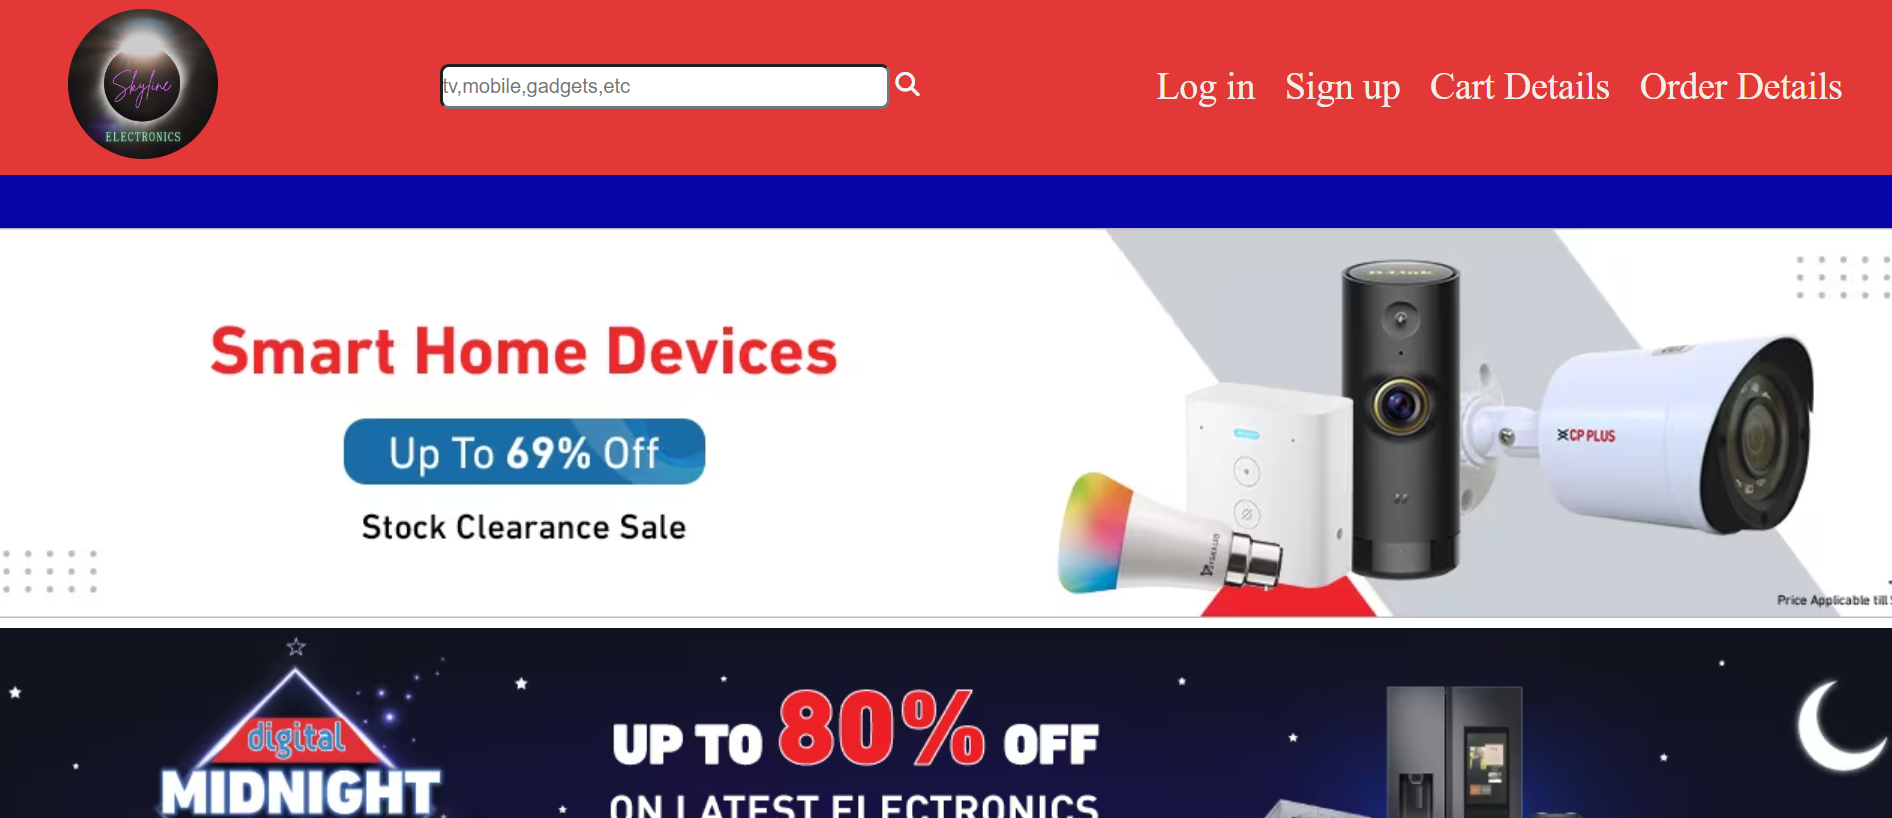 Skyline
ELECTRONICS
tv,mobile,gadgets,etc
Log in Sign up Cart Details Order Details
Smart Home Devices
Up To 69% Off
Stock Clearance Sale
D-Link
CP PLUS
Price Applicable till
digital
MIDNIGHT
UP TO 80% OFF
ON LATEST ELECTRONICS